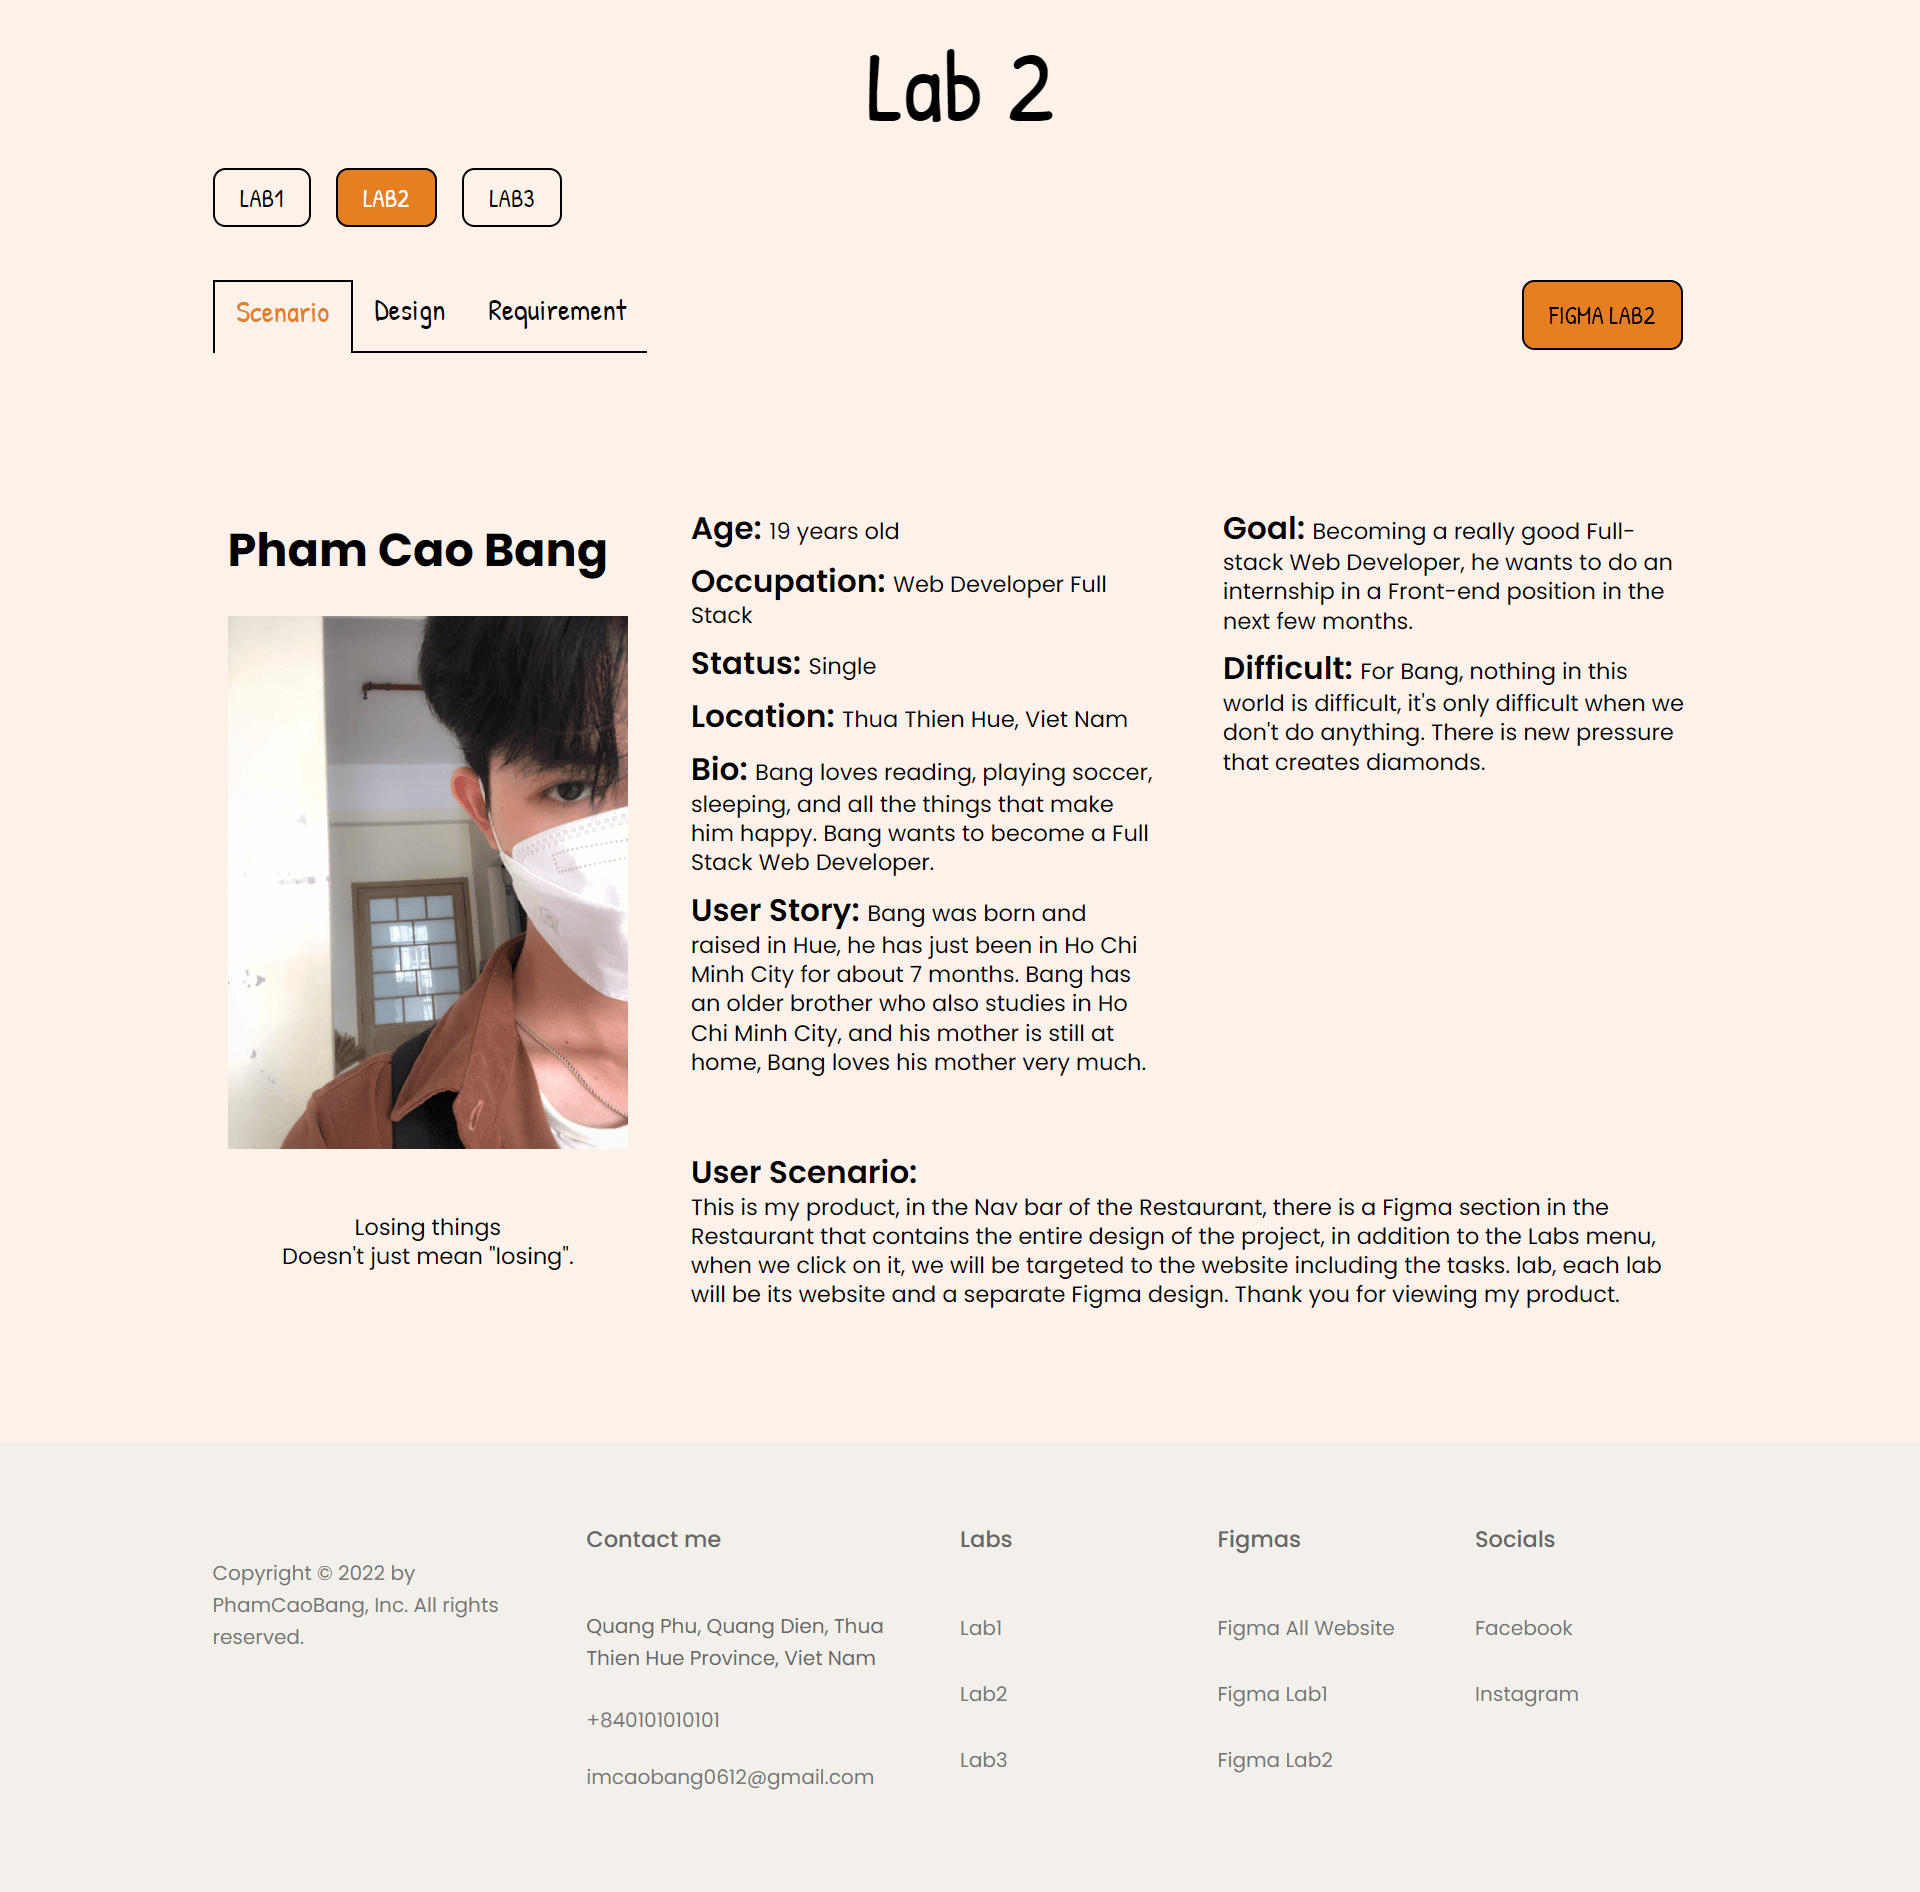 Lab 2
LAB1
LAB2
LAB3
Scenario
Design
Requirement
FIGMA LAB2
Pham Cao Bang
Losing things
Doesn't just mean "losing".
Age: 19 years old
Occupation: Web Developer Full
Stack
Status: Single
Location: Thua Thien Hue, Viet Nam
Bio: Bang loves reading, playing soccer,
sleeping, and all the things that make
him happy. Bang wants to become a Full
Stack Web Developer.
User Story: Bang was born and
raised in Hue, he has just been in Ho Chi
Minh City for about 7 months. Bang has
an older brother who also studies in Ho
Chi Minh City, and his mother is still at
home, Bang loves his mother very much.
Goal: Becoming a really good Full-
stack Web Developer, he wants to do an
internship in a Front-end position in the
next few months.
Difficult: For Bang, nothing in this
world is difficult, it's only difficult when we
don't do anything. There is new pressure
that creates diamonds.
User Scenario:
This is my product, in the Nav bar of the Restaurant, there is a Figma section in the
Restaurant that contains the entire design of the project, in addition to the Labs menu,
when we click on it, we will be targeted to the website including the tasks. lab, each lab
will be its website and a separate Figma design. Thank you for viewing my product.
Copyright © 2022 by
PhamCaoBang, Inc. All rights
reserved.
Contact me
Quang Phu, Quang Dien, Thua
Thien Hue Province, Viet Nam
+840101010101
imcaobang0612@gmail.com
Labs
Lab1
Lab2
Lab3
Figmas
Figma All Website
Figma Lab1
Figma Lab2
Socials
Facebook
Instagram